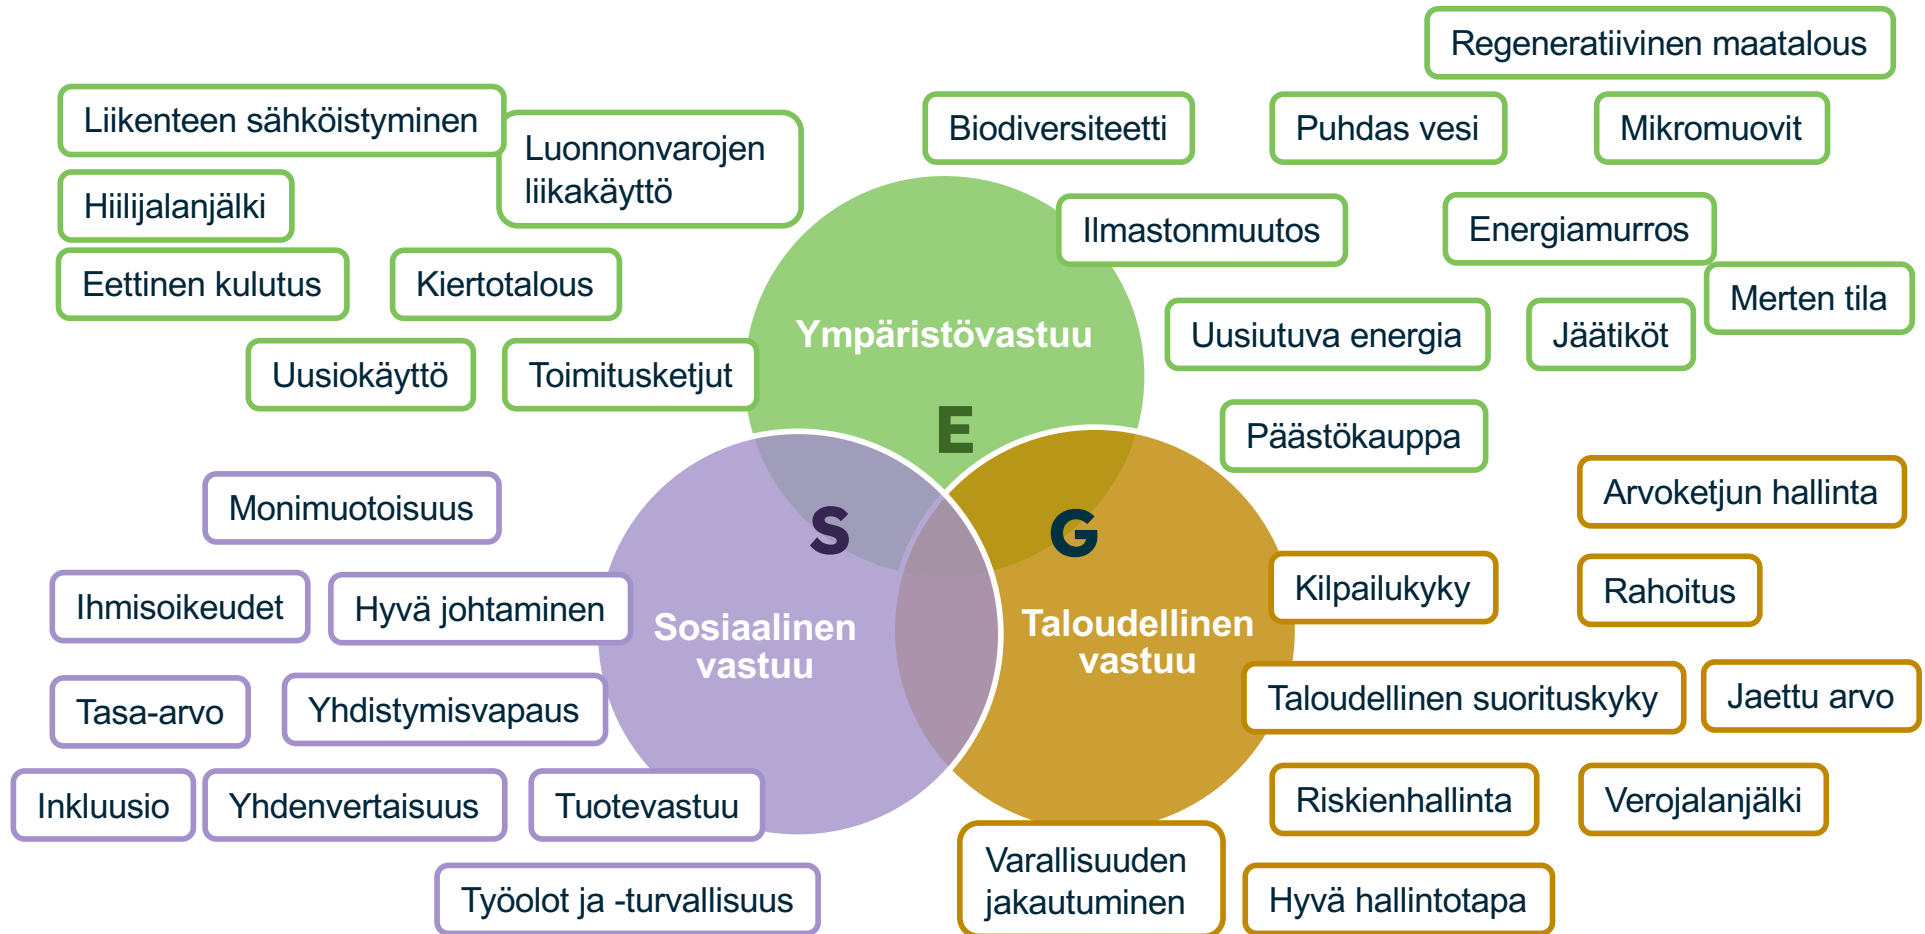 Regeneratiivinen maatalous
Liikenteen sähköistyminen
Luonnonvarojen
liikakäyttö
Biodiversiteetti
Puhdas vesi
Mikromuovit
Hiilijalanjälki
Ilmastonmuutos
Energiamurros
Eettinen kulutus
Kiertotalous
Merten tila
Ympäristövastuu
Uusiutuva energia
Jäätiköt
Uusiokäyttö
Toimitusketjut
E
Päästökauppa
Monimuotoisuus
S
G
Arvoketjun hallinta
Ihmisoikeudet
Hyvä johtaminen
Kilpailukyky
Rahoitus
Sosiaalinen
vastuu
Taloudellinen
vastuu
Tasa-arvo
Yhdistymisvapaus
Taloudellinen suorituskyky
Jaettu arvo
Inkluusio
Yhdenvertaisuus
Tuotevastuu
Riskienhallinta
Verojalanjälki
Työolot ja -turvallisuus
Varallisuuden
jakautuminen
Hyvä hallintotapa